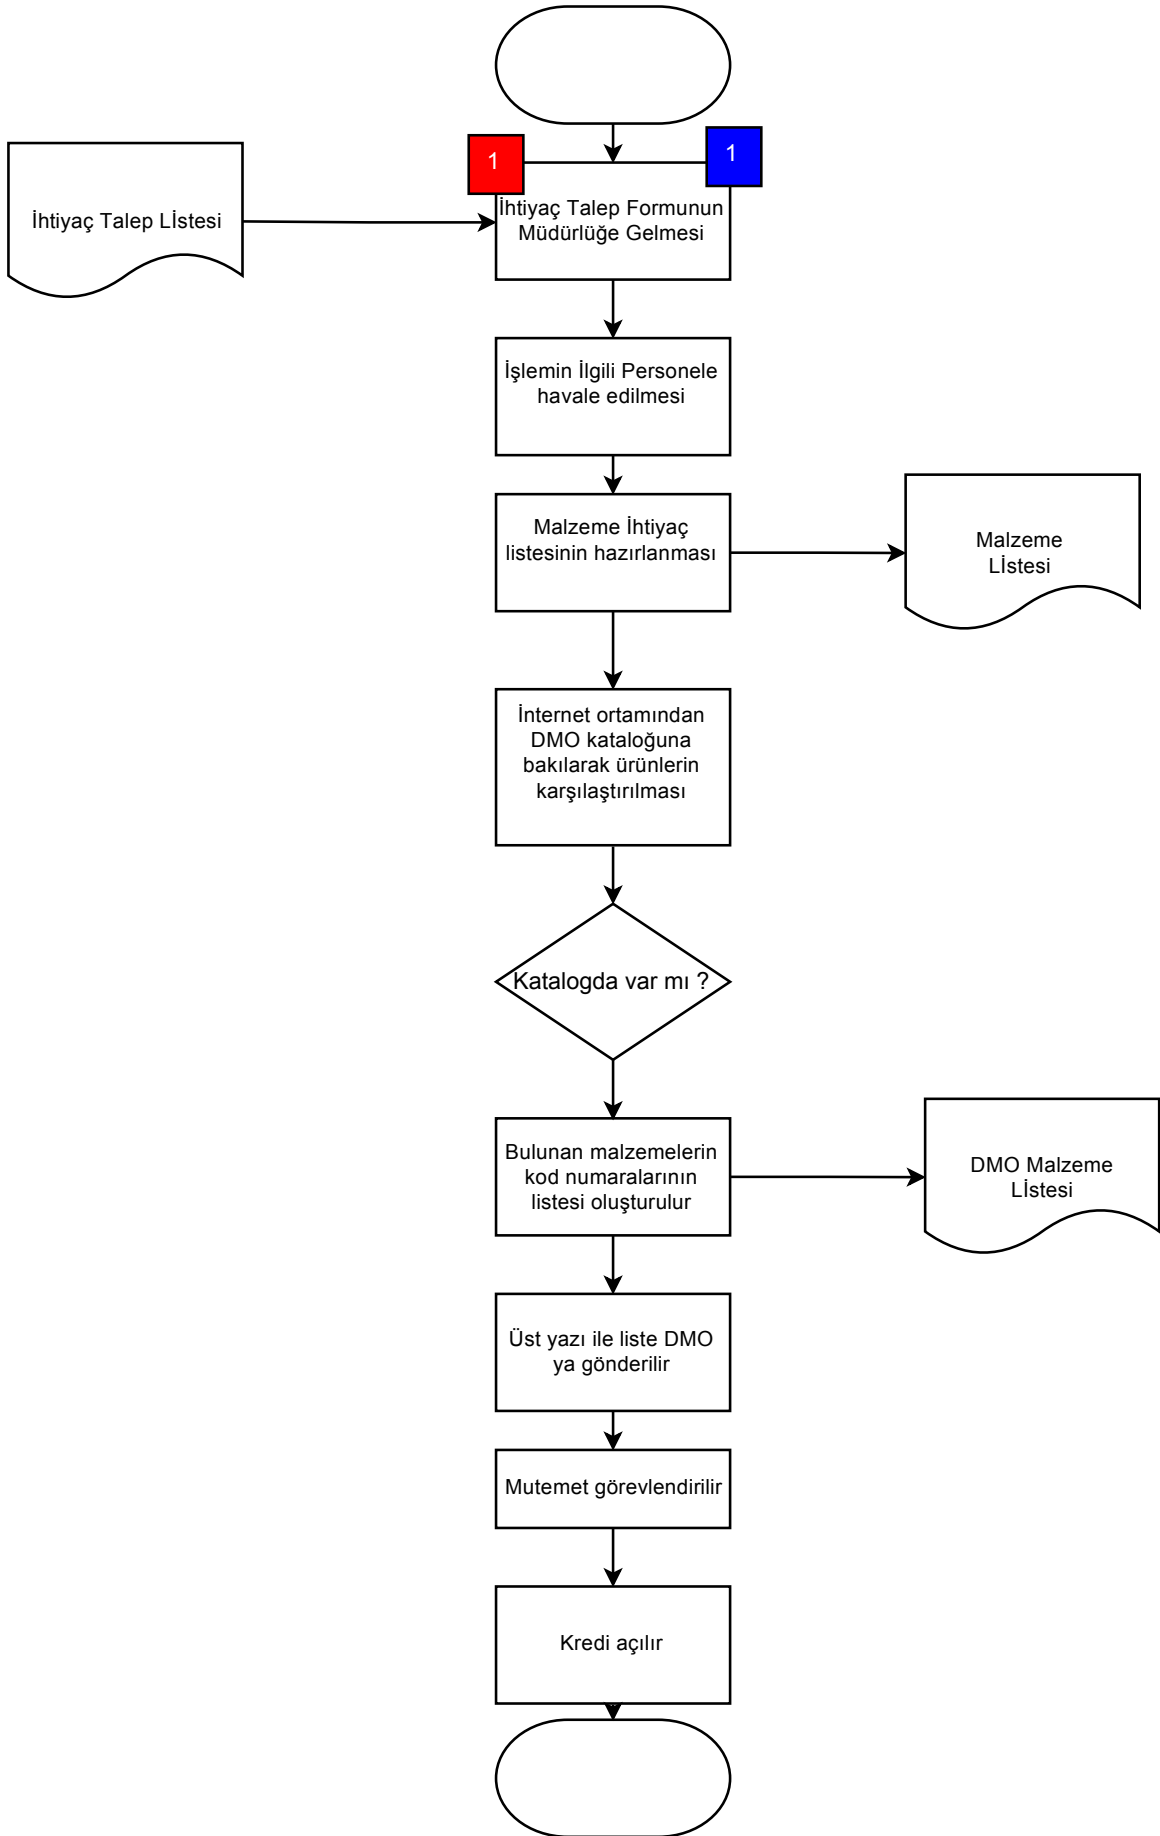 1
1
İhtiyaç Talep Lİstesi
İhtiyaç Talep Formunun
Müdürlüğe Gelmesi
İşlemin İlgili Personele
havale edilmesi
Malzeme İhtiyaç
listesinin hazırlanması
Malzeme
Lİstesi
İnternet ortamından
DMO kataloğuna
bakılarak ürünlerin
karşılaştırılması
Katalogda var mı ?
Bulunan malzemelerin
kod numaralarının
listesi oluşturulur
DMO Malzeme
Lİstesi
Üst yazı ile liste DMO
ya gönderilir
Mutemet görevlendirilir
Kredi açılır